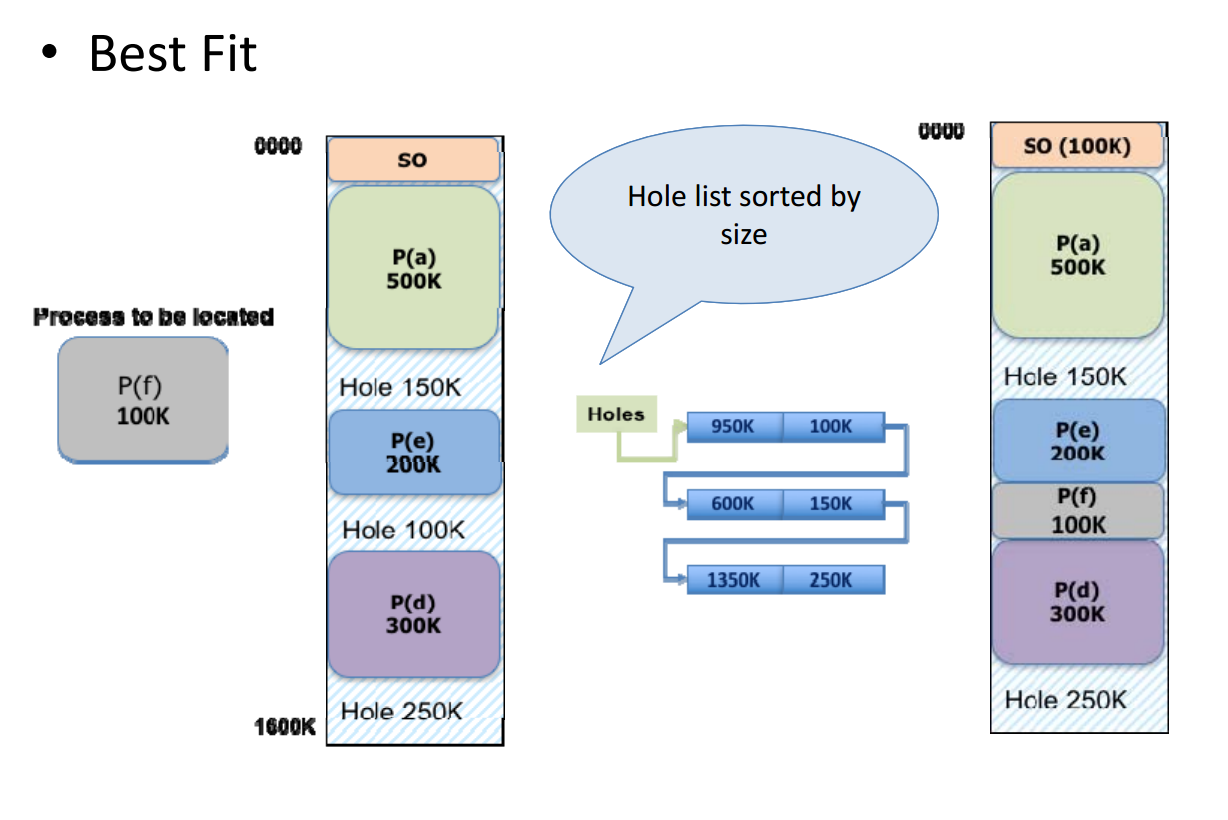 • Best Fit
0000
SO
P(a)
500K
Hole 150K
P(e)
200K
Hole 100K
P(d)
300K
Hole 250K
1600K
Process to be located
P(f)
100K
Hole list sorted by
size
Holes
950K 100K
600K 150K
1350K 250K
0000
SO (100K)
P(a)
500K
Hole 150K
P(e)
200K
P(f)
100K
P(d)
300K
Hole 250K